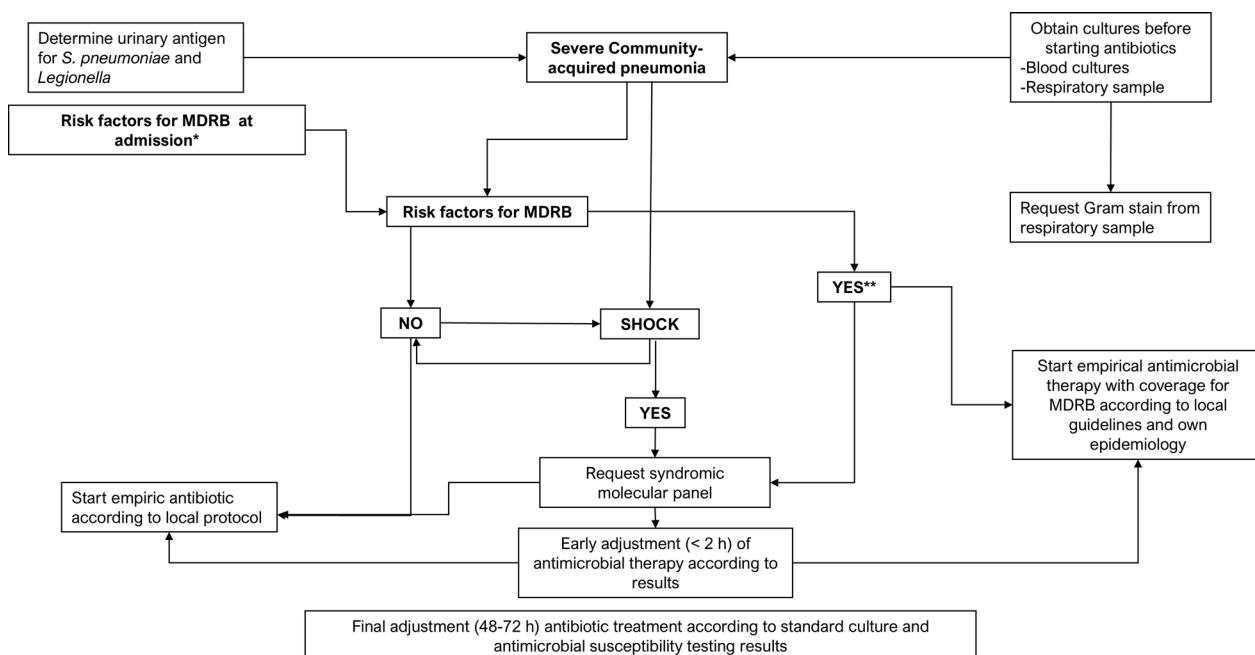 Determine urinary antigen
for S. pneumoniae and
Legionella
Severe Community-
acquired pneumonia
Obtain cultures before
starting antibiotics
-Blood cultures
-Respiratory sample
Risk factors for MDRB at
admission*
Risk factors for MDRB
Request Gram stain from
respiratory sample
YES**
NO
SHOCK
Start empirical antimicrobial
therapy with coverage for
MDRB according to local
guidelines and own
epidemiology
YES
Request syndromic
molecular panel
Start empiric antibiotic
according to local protocol
Early adjustment (< 2 h) of
antimicrobial therapy according to
results
Final adjustment (48-72 h) antibiotic treatment according to standard culture and
antimicrobial susceptibility testing results